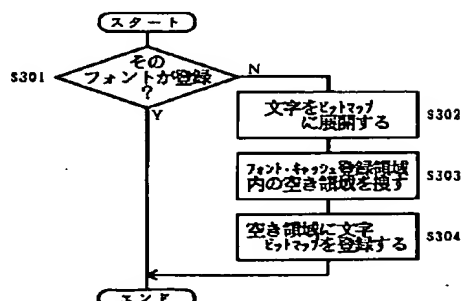 スタート
その
フォントが登録
?
S301
N
Y
文字をビットマップ
に展開する
S302
フォント・キャッシュ登録領域
内の空き領域を捜す
S303
空き領域に文字
ビットマップを登録する
S304
エンド